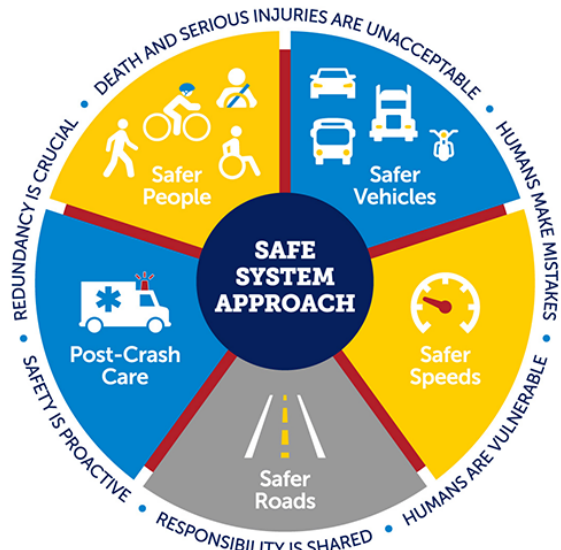 DEATH AND SERIOUS INJURIES ARE UNACCEPTABLE
HUMANS MAKE MISTAKES
HUMANS ARE VULNERABLE
RESPONSIBILITY IS SHARED
SAFETY IS PROACTIVE
REDUNDANCY IS CRUCIAL
Safer
People
Safer
Vehicles
SAFE
SYSTEM
APPROACH
Post-Crash
Care
Safer
Speeds
Safer
Roads